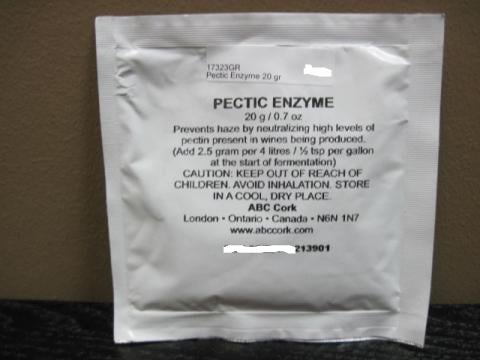 17323GR
Pectic Enzyme 20 gr
PECTIC ENZYME
20 g / 0.7 oz
Prevents haze by neutralizing high levels of
pectin present in wines being produced.
(Add 2.5 gram per 4 litres / ½ tsp per gallon
at the start of fermentation)
CAUTION: KEEP OUT OF REACH OF
CHILDREN. AVOID INHALATION. STORE
IN A COOL, DRY PLACE.
ABC Cork
London • Ontario • Canada • N6N 1N7
www.abccork.com
213901